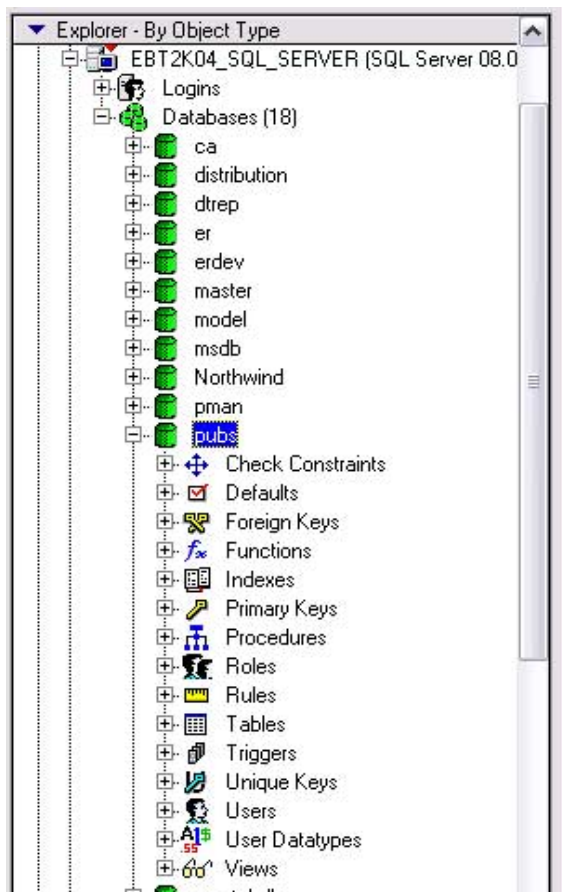 Explorer - By Object Type
EBT2K04_SQL_SERVER (SQL Server 08.0
Logins
Databases (18)
ca
distribution
dtrep
er
erdev
master
model
msdb
Northwind
pman
pubs
Check Constraints
Defaults
Foreign Keys
Functions
Indexes
Primary Keys
Procedures
Roles
Rules
Tables
Triggers
Unique Keys
Users
User Datatypes
Views